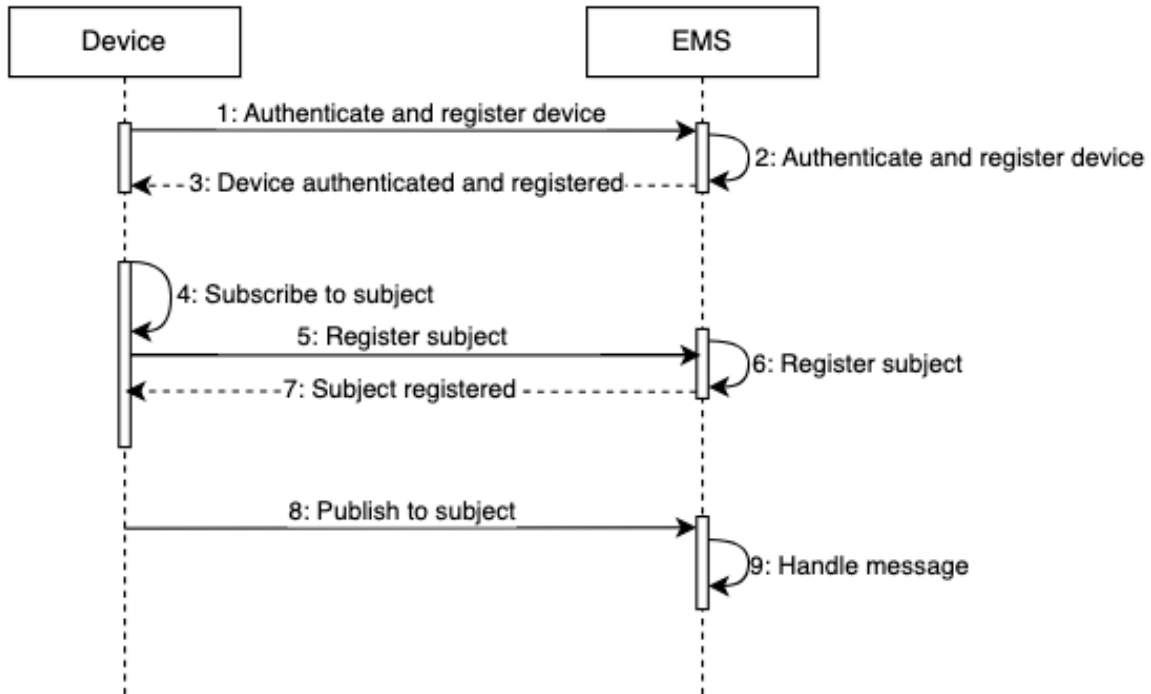 Device
EMS
1: Authenticate and register device
2: Authenticate and register device
3: Device authenticated and registered
4: Subscribe to subject
5: Register subject
6: Register subject
7: Subject registered
8: Publish to subject
9: Handle message